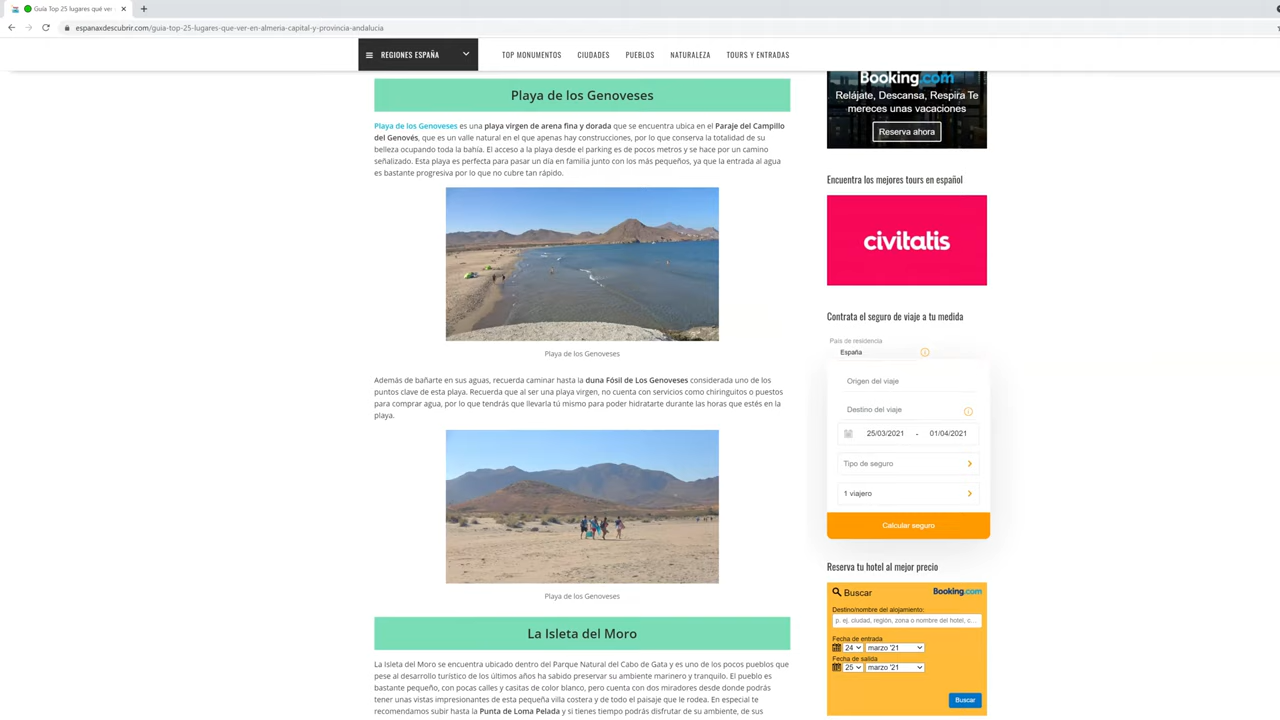 Guía Top 25 lugares qué ver
espanaxdescubrir.com/guia-top-25-lugares-que-ver-en-almeria-capital-y-provincia-andalucia
REGIONES ESPAÑA
TOP MONUMENTOS
CIUDADES
PUEBLOS
NATURALEZA
TOURS Y ENTRADAS
Playa de los Genoveses
Playa de los Genoveses es una playa virgen de arena fina y dorada que se encuentra ubica en el Paraje del Campillo
del Genovés, que es un valle natural en el que apenas hay construcciones, por lo que conserva la totalidad de su
belleza ocupando toda la bahía. El acceso a la playa desde el parking es de pocos metros y se hace por un camino
señalizado. Esta playa es perfecta para pasar un día en familia junto con los más pequeños, ya que la entrada al agua
es bastante progresiva por lo que no cubre tan rápido.
Playa de los Genoveses
Además de bañarte en sus aguas, recuerda caminar hasta la duna Fósil de Los Genoveses considerada uno de los
puntos clave de esta playa. Recuerda que al ser una playa virgen, no cuenta con servicios como chiringuitos o puestos
para comprar agua, por lo que tendrás que llevarla tú mismo para poder hidratarte durante las horas que estés en la
playa.
Playa de los Genoveses
La Isleta del Moro
La Isleta del Moro se encuentra ubicado dentro del Parque Natural del Cabo de Gata y es uno de los pocos pueblos que
pese al desarrollo turístico de los últimos años ha sabido preservar su ambiente marinero y tranquilo. El pueblo es
bastante pequeño, con pocas calles y casitas de color blanco, pero cuenta con dos miradores desde donde podrás
tener unas vistas impresionantes de esta pequeña villa costera y de todo el paisaje que le rodea. En especial te
recomendamos subir hasta la Punta de Loma Pelada y si tienes tiempo podrás disfrutar de su ambiente, de sus
Booking.com
Relájate, Descansa, Respira Te
mereces unas vacaciones
Reserva ahora
Encuentra los mejores tours en español
civitatis
Contrata el seguro de viaje a tu medida
País de residencia
España
Origen del viaje
Destino del viaje
25/03/2021 - 01/04/2021
Tipo de seguro
1 viajero
Calcular seguro
Reserva tu hotel al mejor precio
Buscar Booking.com
Destino/nombre del alojamiento:
p. ej. ciudad, región, zona o nombre del hotel, c...
Fecha de entrada
24 marzo '21
Fecha de salida
25 marzo '21
Buscar